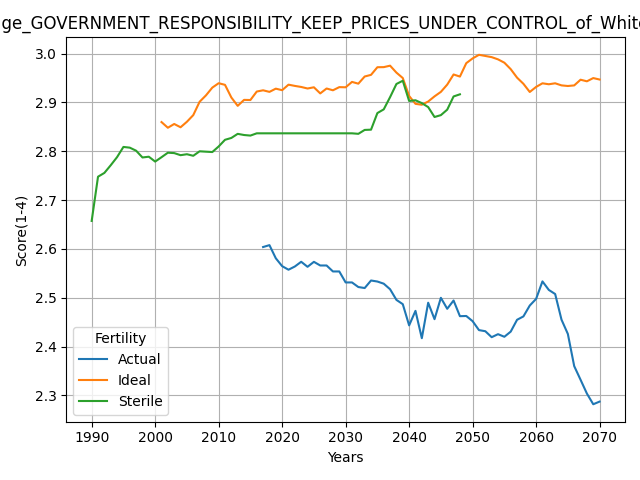 ge_GOVERNMENT_RESPONSIBILITY_KEEP_PRICES_UNDER_CONTROL_of_White
3.0
2.9
2.8
2.7
2.6
2.5
2.4
2.3
Score(1-4)
Fertility
Actual
Ideal
Sterile
1990 2000 2010 2020 2030 2040 2050 2060 2070
Years